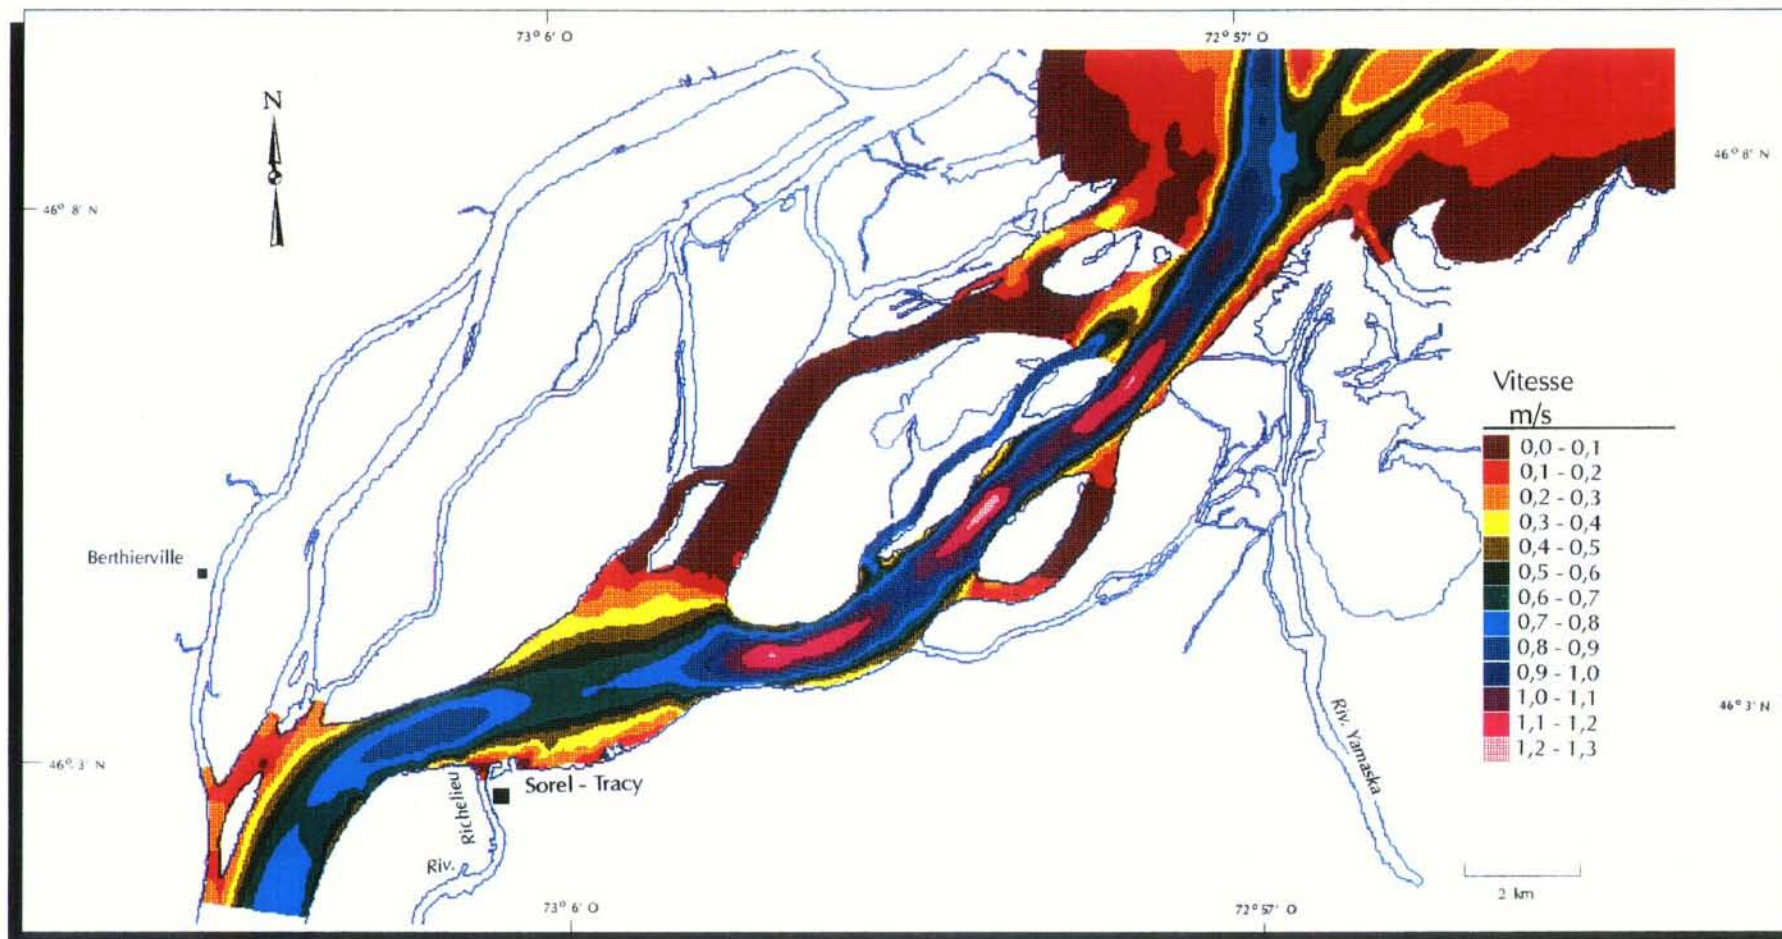 73° 6' O
72° 57' O
N
46° 8' N
46° 8' N
Vitesse
m/s
0,0 - 0,1
0,1 - 0,2
0,2 - 0,3
0,3 - 0,4
0,4 - 0,5
0,5 - 0,6
0,6 - 0,7
0,7 - 0,8
0,8 - 0,9
0,9 - 1,0
1,0 - 1,1
1,1 - 1,2
1,2 - 1,3
Berthierville
46° 3' N
46° 3' N
Sorel - Tracy
Riv. Richelieu
Riv. Yamaska
2 km
73° 6' O
72° 57' O